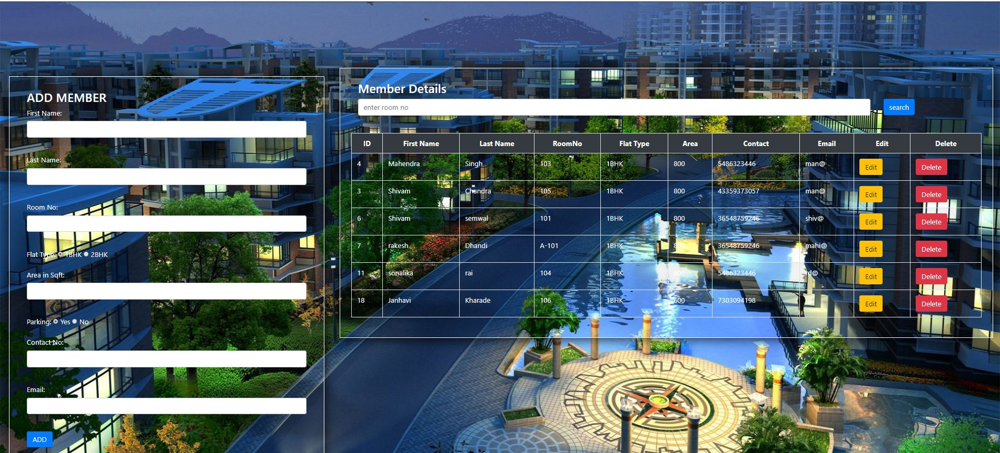 ADD MEMBER
First Name:
Last Name:
Room No:
Flat Type: 1BHK 2BHK
Area in Sqft:
Parking: Yes No
Contact No:
Email:
ADD
Member Details
enter room no search
ID First Name Last Name RoomNo Flat Type Area Contact Email Edit Delete
4 Mahendra Singh 103 1BHK 800 5486323446 man@ Edit Delete
3 Shivam Chandra 105 1BHK 800 43359373057 man@ Edit Delete
6 Shivam semwal 101 1BHK 800 36548759246 shiv@ Edit Delete
7 rakesh Dhandi A-101 1BHK 800 36548759246 mahi@ Edit Delete
11 sonalika rai 104 1BHK 600 5486323446 rd@ Edit Delete
18 Janhavi Kharade 106 1BHK 600 7303094198 Edit Delete